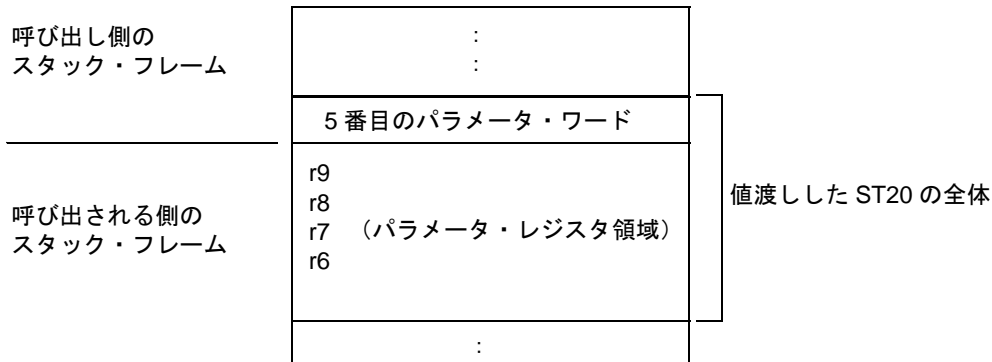 呼び出し側の
スタック・フレーム
:
:
5 番目のパラメータ・ワード
呼び出される側の
スタック・フレーム
r9
r8
r7 （パラメータ・レジスタ領域）
r6
値渡しした ST20 の全体
: